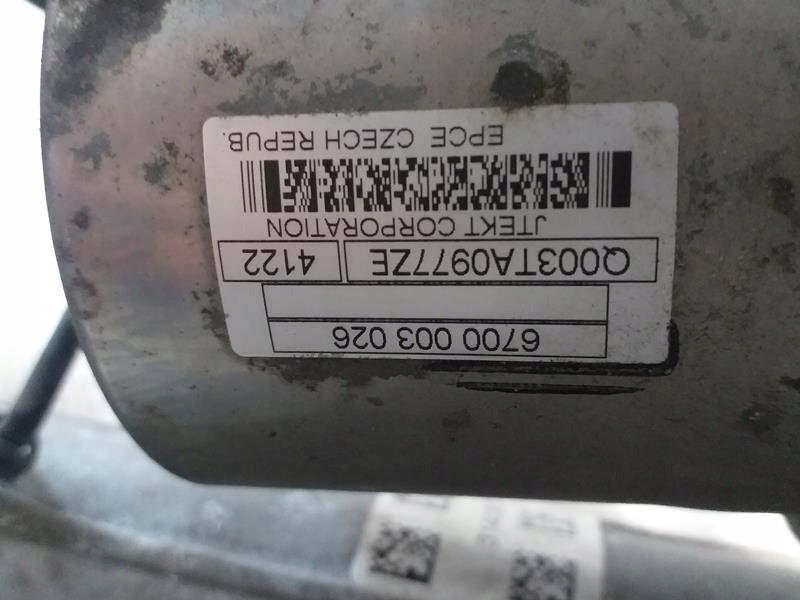 6700 003 026
Q003TA0977ZE 4122
JTEKT CORPORATION
EPCE CZECH REPUB.